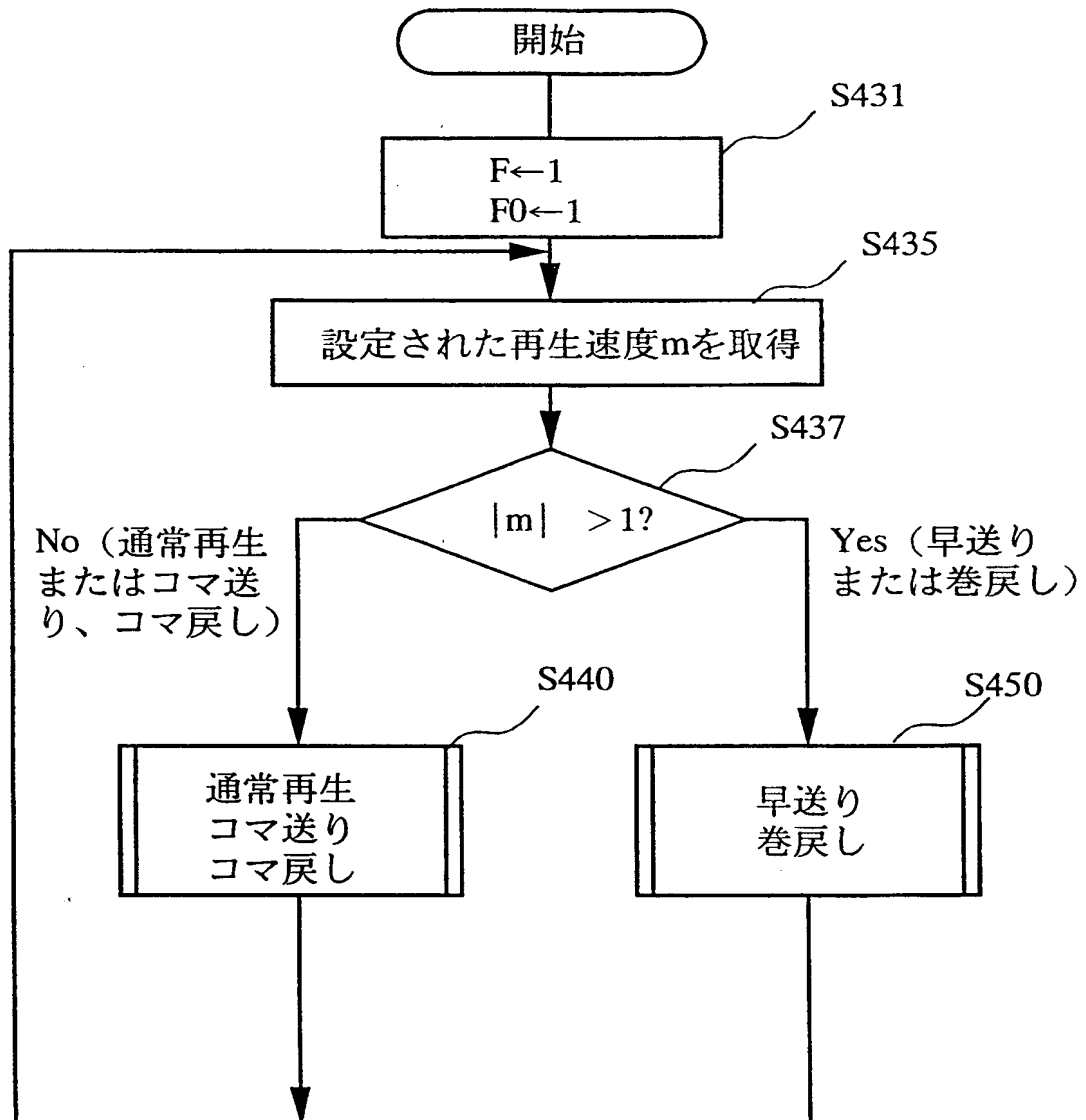 開始
S431
F←1
F0←1
S435
設定された再生速度mを取得
S437
|m| >1?
No（通常再生
またはコマ送
り、コマ戻し）
Yes（早送り
または巻戻し）
S440
通常再生
コマ送り
コマ戻し
S450
早送り
巻戻し